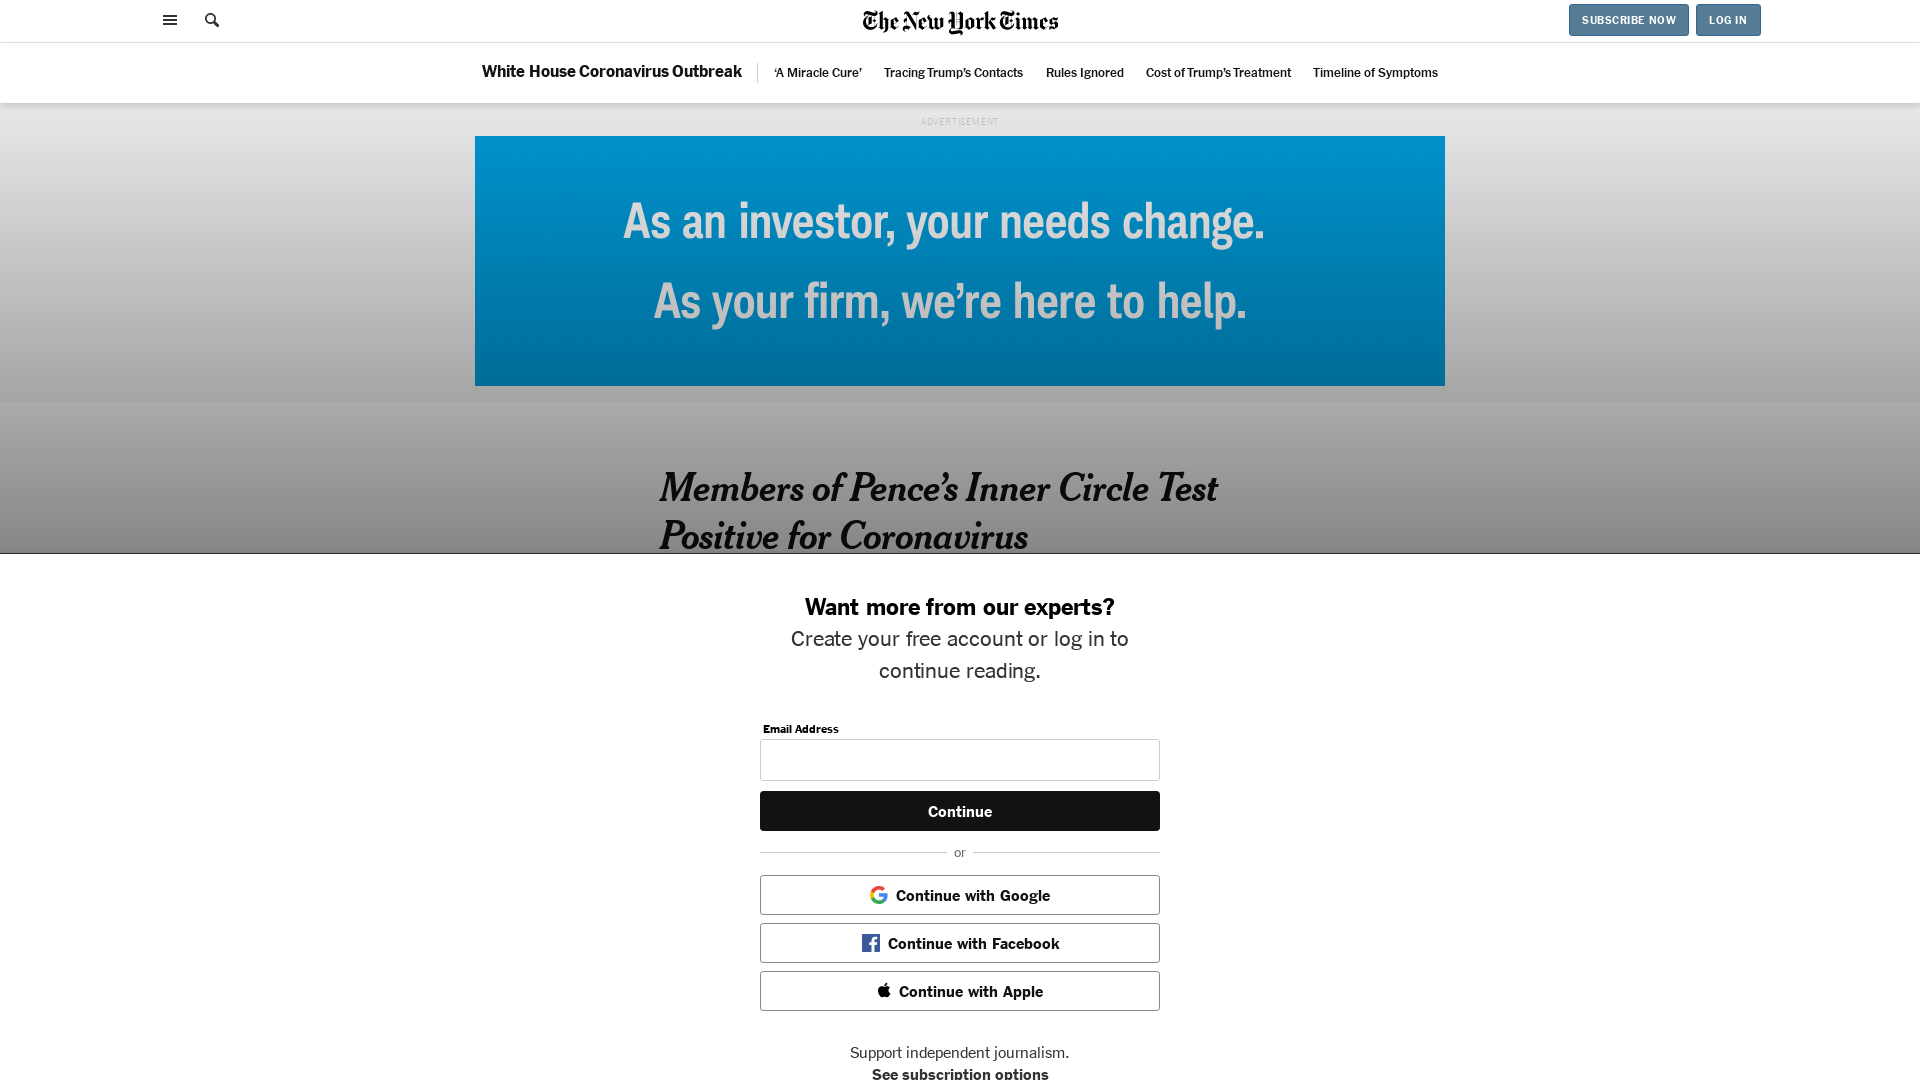 The New York Times
SUBSCRIBE NOW
LOG IN
White House Coronavirus Outbreak
‘A Miracle Cure’
Tracing Trump’s Contacts
Rules Ignored
Cost of Trump’s Treatment
Timeline of Symptoms
ADVERTISEMENT
As an investor, your needs change.
As your firm, we’re here to help.
Members of Pence’s Inner Circle Test
Positive for Coronavirus
Want more from our experts?
Create your free account or log in to
continue reading.
Email Address
Continue
or
Continue with Google
Continue with Facebook
Continue with Apple
Support independent journalism.
See subscription options